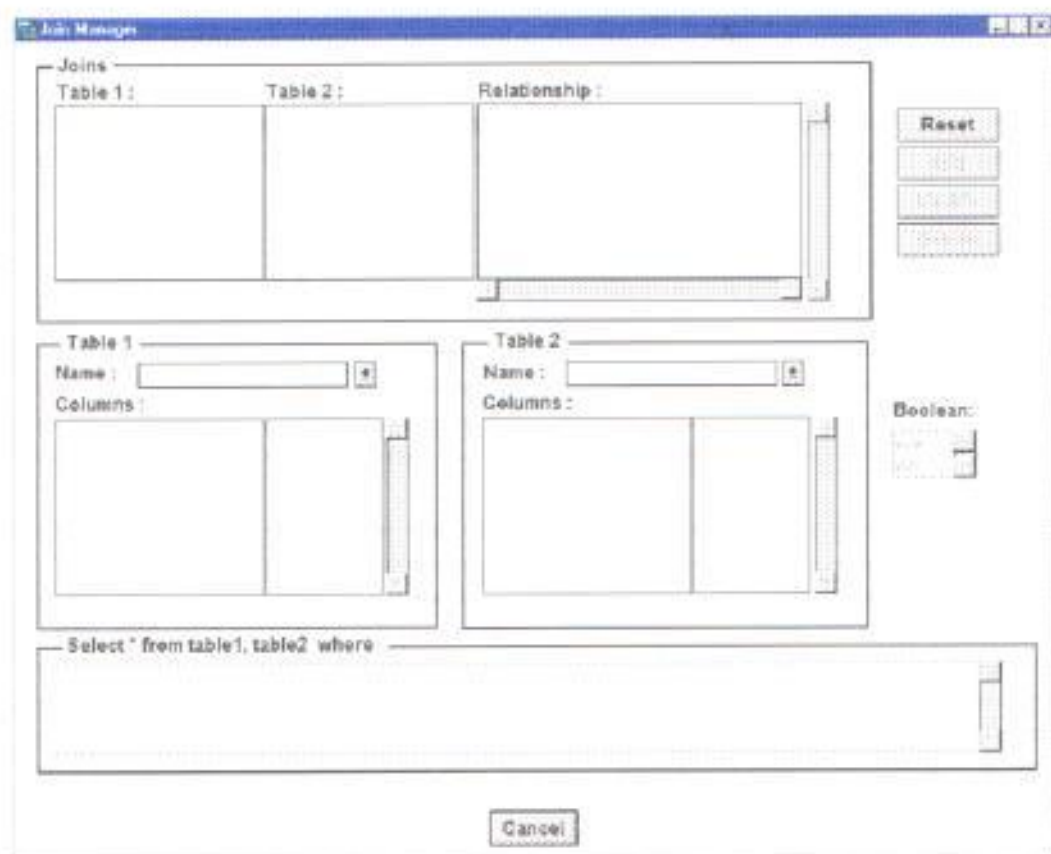 Join Manager
Joins
Table 1 : Table 2 : Relationship :
Reset
Table 1
Name :
Columns :
Table 2
Name :
Columns :
Boolean:
Select * from table1, table2 where
Cancel